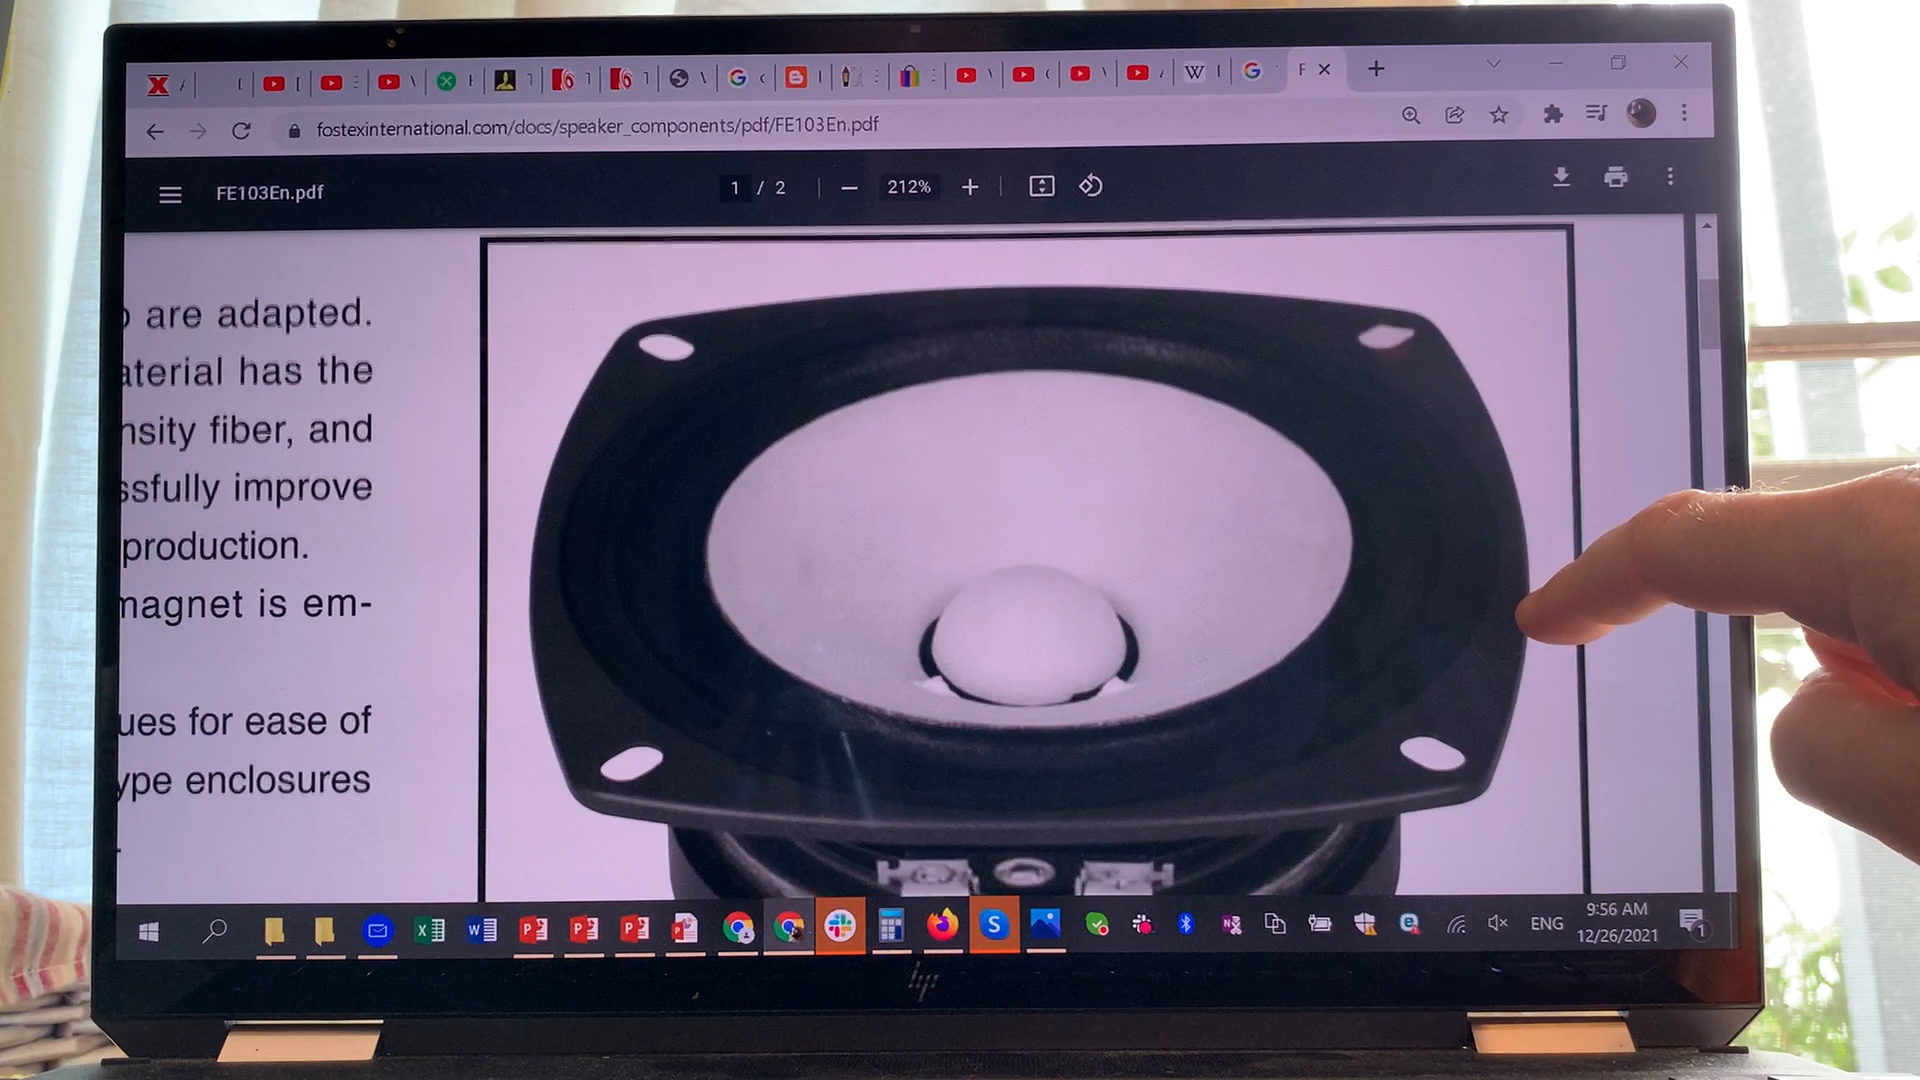 fostexinternational.com/docs/speaker_components/pdf/FE103En.pdf
FE103En.pdf
1 / 2
212%
are adapted.
aterial has the
nsity fiber, and
ssfully improve
production.
magnet is em-
ues for ease of
ype enclosures
ENG
9:56 AM
12/26/2021
1
hp